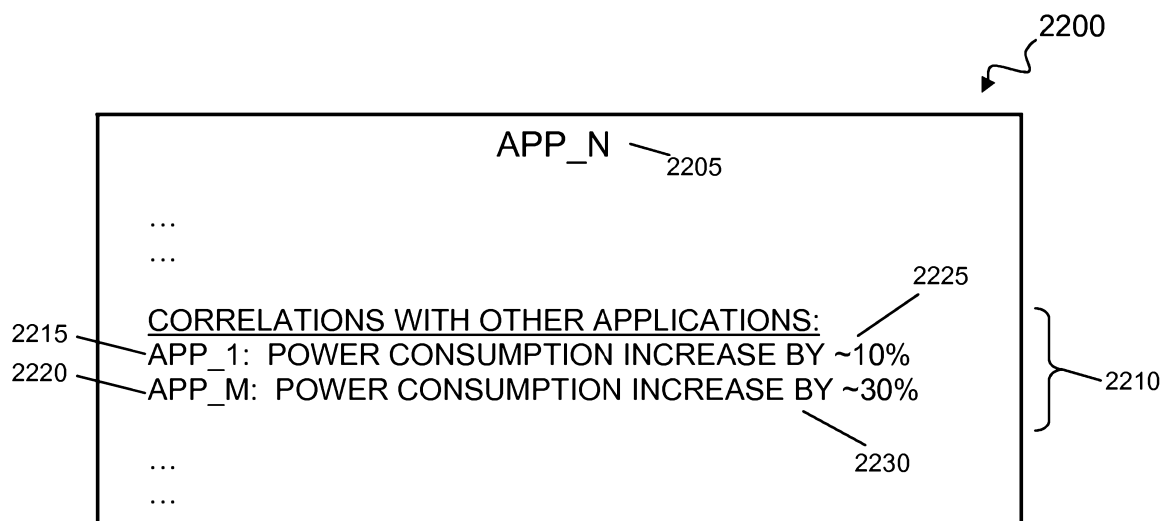 2200
APP_N
2205
...
...
2225
CORRELATIONS WITH OTHER APPLICATIONS:
2215
APP_1: POWER CONSUMPTION INCREASE BY ~10%
2220
APP_M: POWER CONSUMPTION INCREASE BY ~30%
2210
2230
...
...